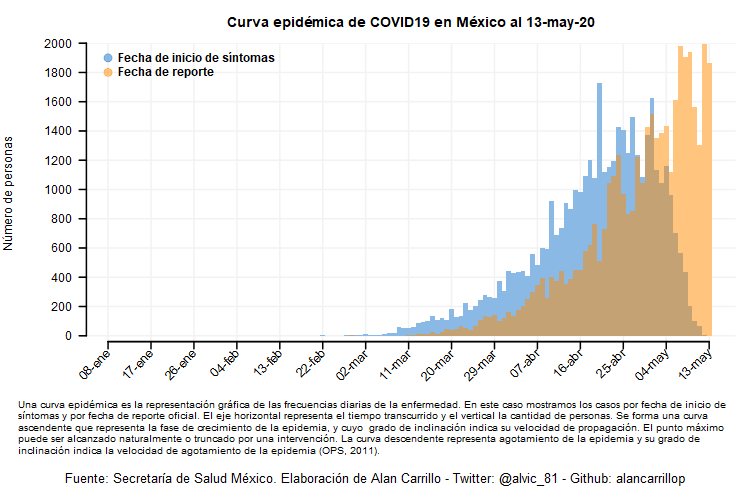 Curva epidémica de COVID19 en México al 13-may-20
Fecha de inicio de síntomas
Fecha de reporte
Número de personas
2000
1800
1600
1400
1200
1000
800
600
400
200
0
08-ene
17-ene
26-ene
04-feb
13-feb
22-feb
02-mar
11-mar
20-mar
29-mar
07-abr
16-abr
25-abr
04-may
13-may
Una curva epidémica es la representación gráfica de las frecuencias diarias de la enfermedad. En este caso mostramos los casos por fecha de inicio de
síntomas y por fecha de reporte oficial. El eje horizontal representa el tiempo transcurrido y el vertical la cantidad de personas. Se forma una curva
ascendente que representa la fase de crecimiento de la epidemia, y cuyo grado de inclinación indica su velocidad de propagación. El punto máximo
puede ser alcanzado naturalmente o truncado por una intervención. La curva descendente representa agotamiento de la epidemia y su grado de
inclinación indica la velocidad de agotamiento de la epidemia (OPS, 2011).
Fuente: Secretaría de Salud México. Elaboración de Alan Carrillo - Twitter: @alvic_81 - Github: alancarrillop